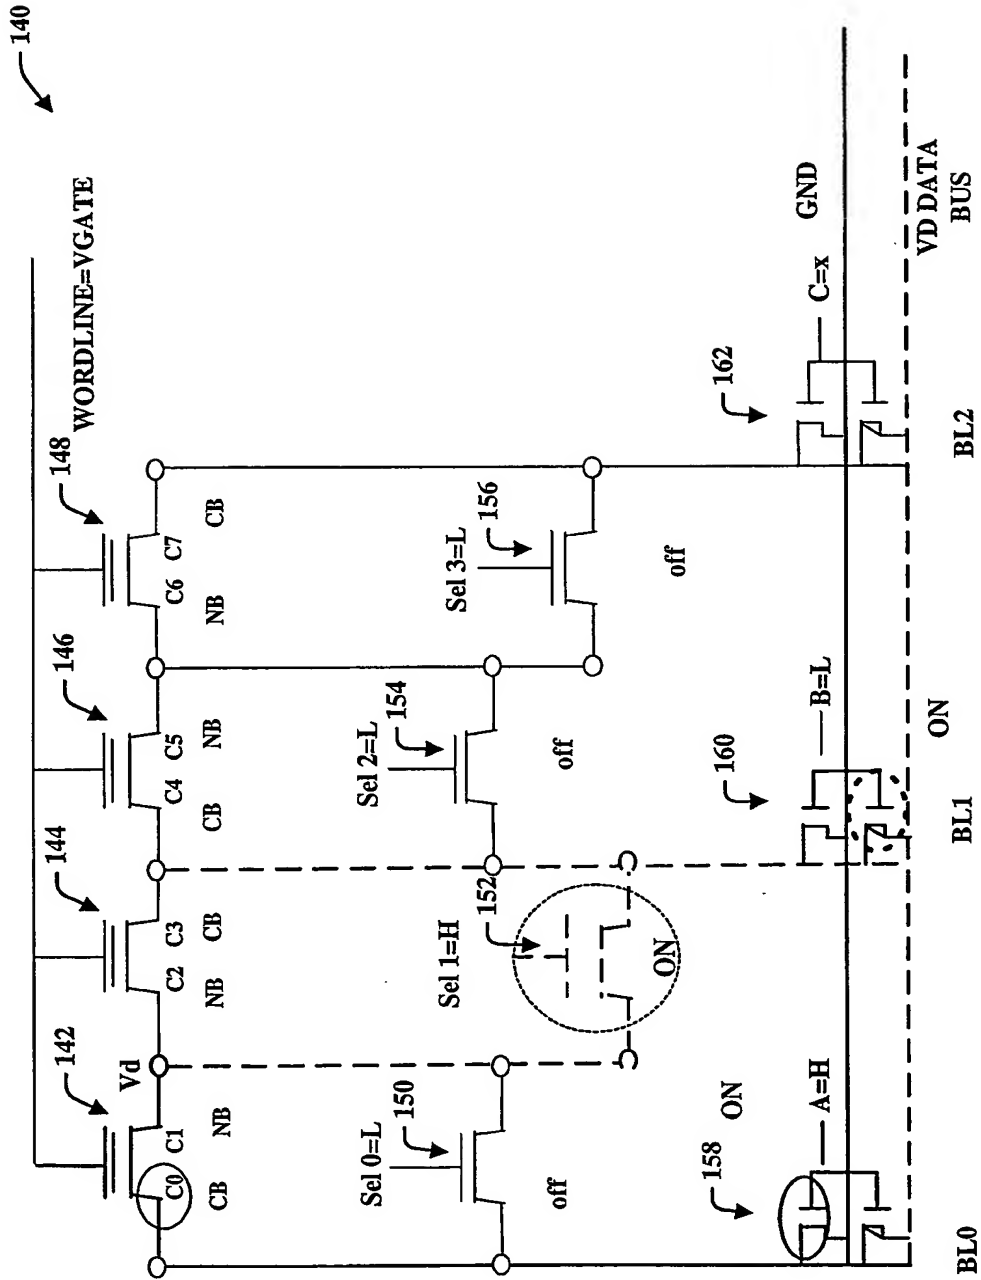 140
WORDLINE=VGATE
142
144
146
148
Vd
C0 C1
C2 C3
C4 C5
C6 C7
CB NB
NB CB
CB NB
NB CB
Sel 0=L
150
off
Sel 1=H
152
ON
Sel 2=L
154
off
Sel 3=L
156
off
158
ON
A=H
160
B=L
162
C=x
GND
BL0
BL1
ON
BL2
VD DATA
BUS